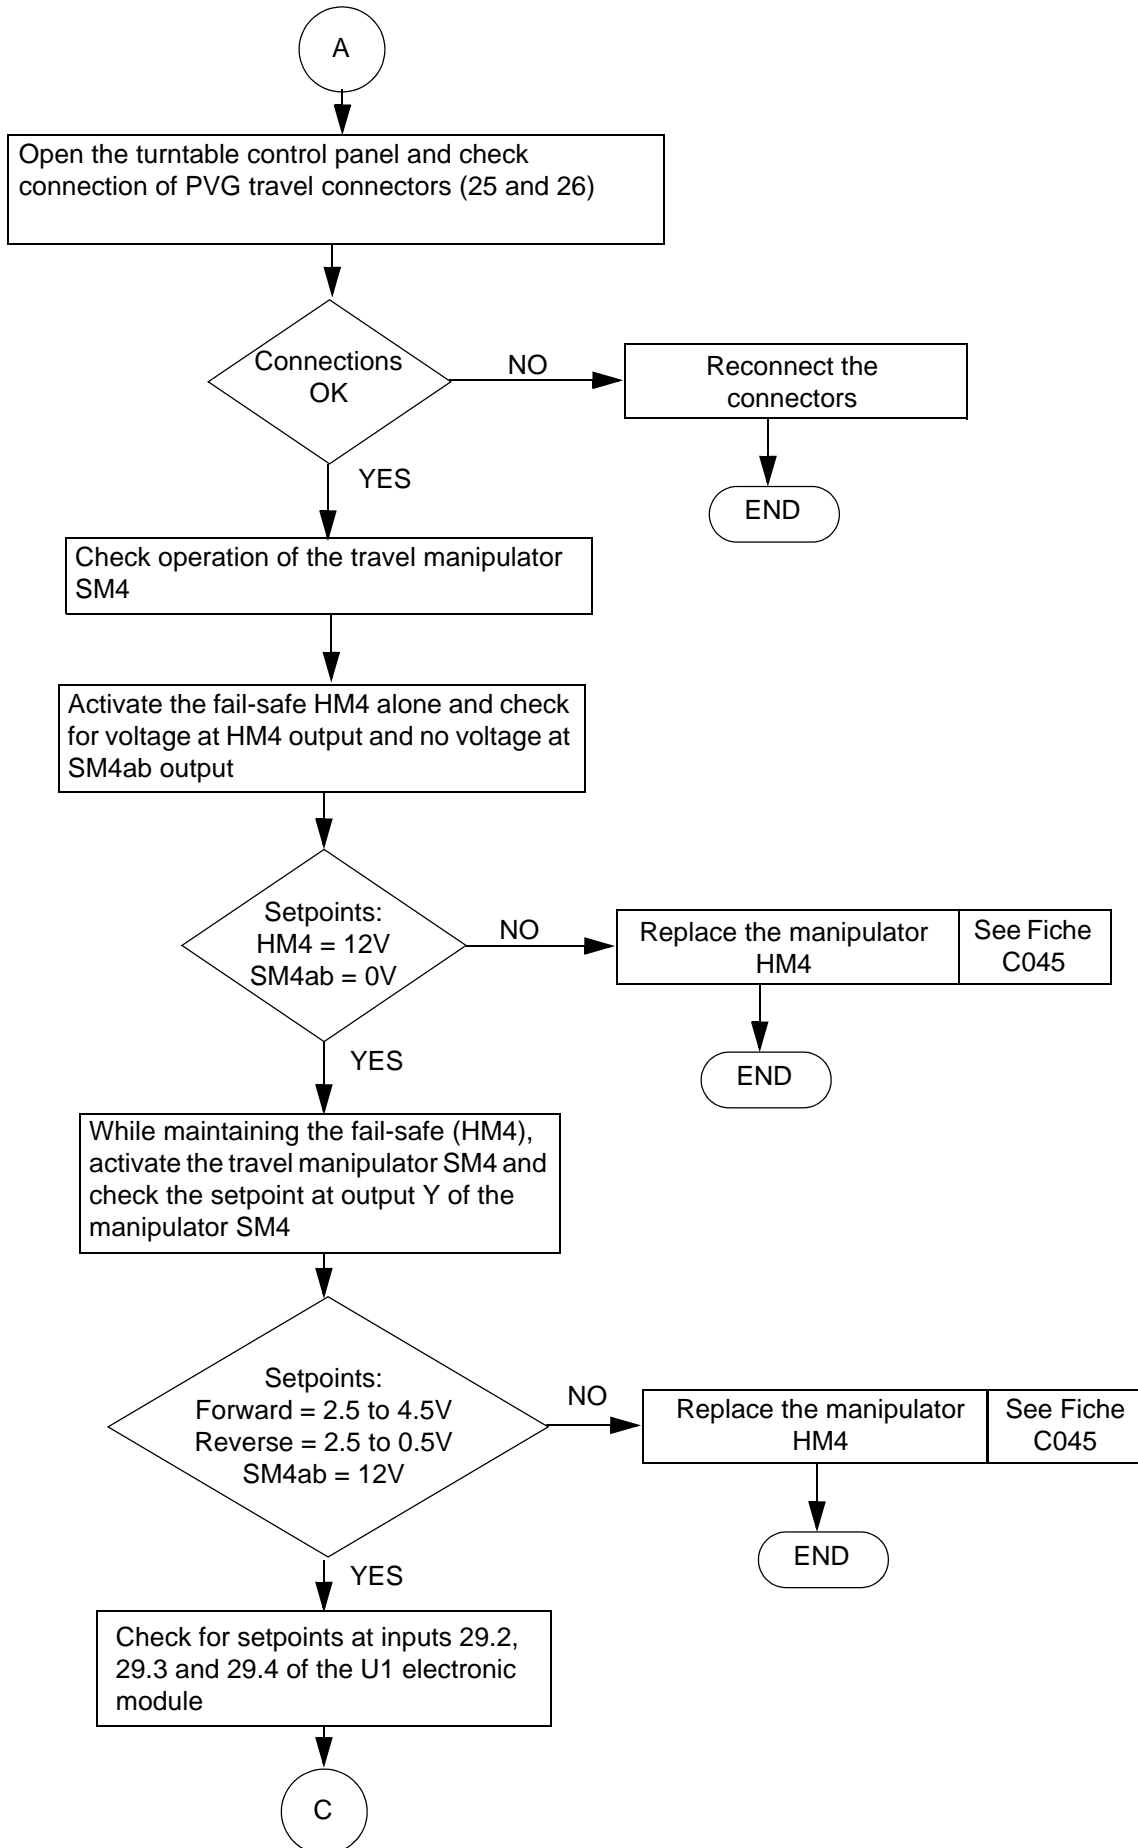 A
Open the turntable control panel and check
connection of PVG travel connectors (25 and 26)
Connections
OK
NO
Reconnect the
connectors
YES
END
Check operation of the travel manipulator
SM4
Activate the fail-safe HM4 alone and check
for voltage at HM4 output and no voltage at
SM4ab output
Setpoints:
HM4 = 12V
SM4ab = 0V
NO
Replace the manipulator
HM4
See Fiche
C045
YES
END
While maintaining the fail-safe (HM4),
activate the travel manipulator SM4 and
check the setpoint at output Y of the
manipulator SM4
Setpoints:
Forward = 2.5 to 4.5V
Reverse = 2.5 to 0.5V
SM4ab = 12V
NO
Replace the manipulator
HM4
See Fiche
C045
END
YES
Check for setpoints at inputs 29.2,
29.3 and 29.4 of the U1 electronic
module
C